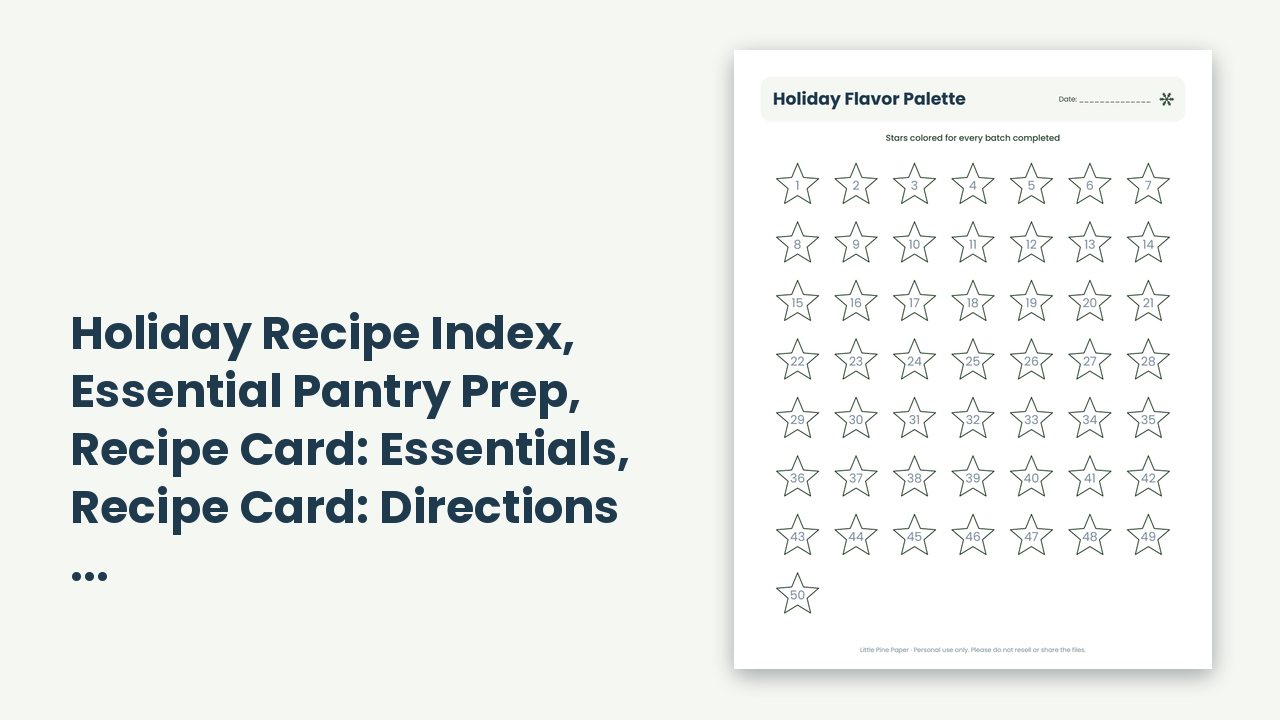 Holiday Recipe Index,
Essential Pantry Prep,
Recipe Card: Essentials,
Recipe Card: Directions
...
Holiday Flavor Palette
Date: _______________
Stars colored for every batch completed
1 2 3 4 5 6 7
8 9 10 11 12 13 14
15 16 17 18 19 20 21
22 23 24 25 26 27 28
29 30 31 32 33 34 35
36 37 38 39 40 41 42
43 44 45 46 47 48 49
50
Little Pine Paper · Personal use only. Please do not resell or share the files.